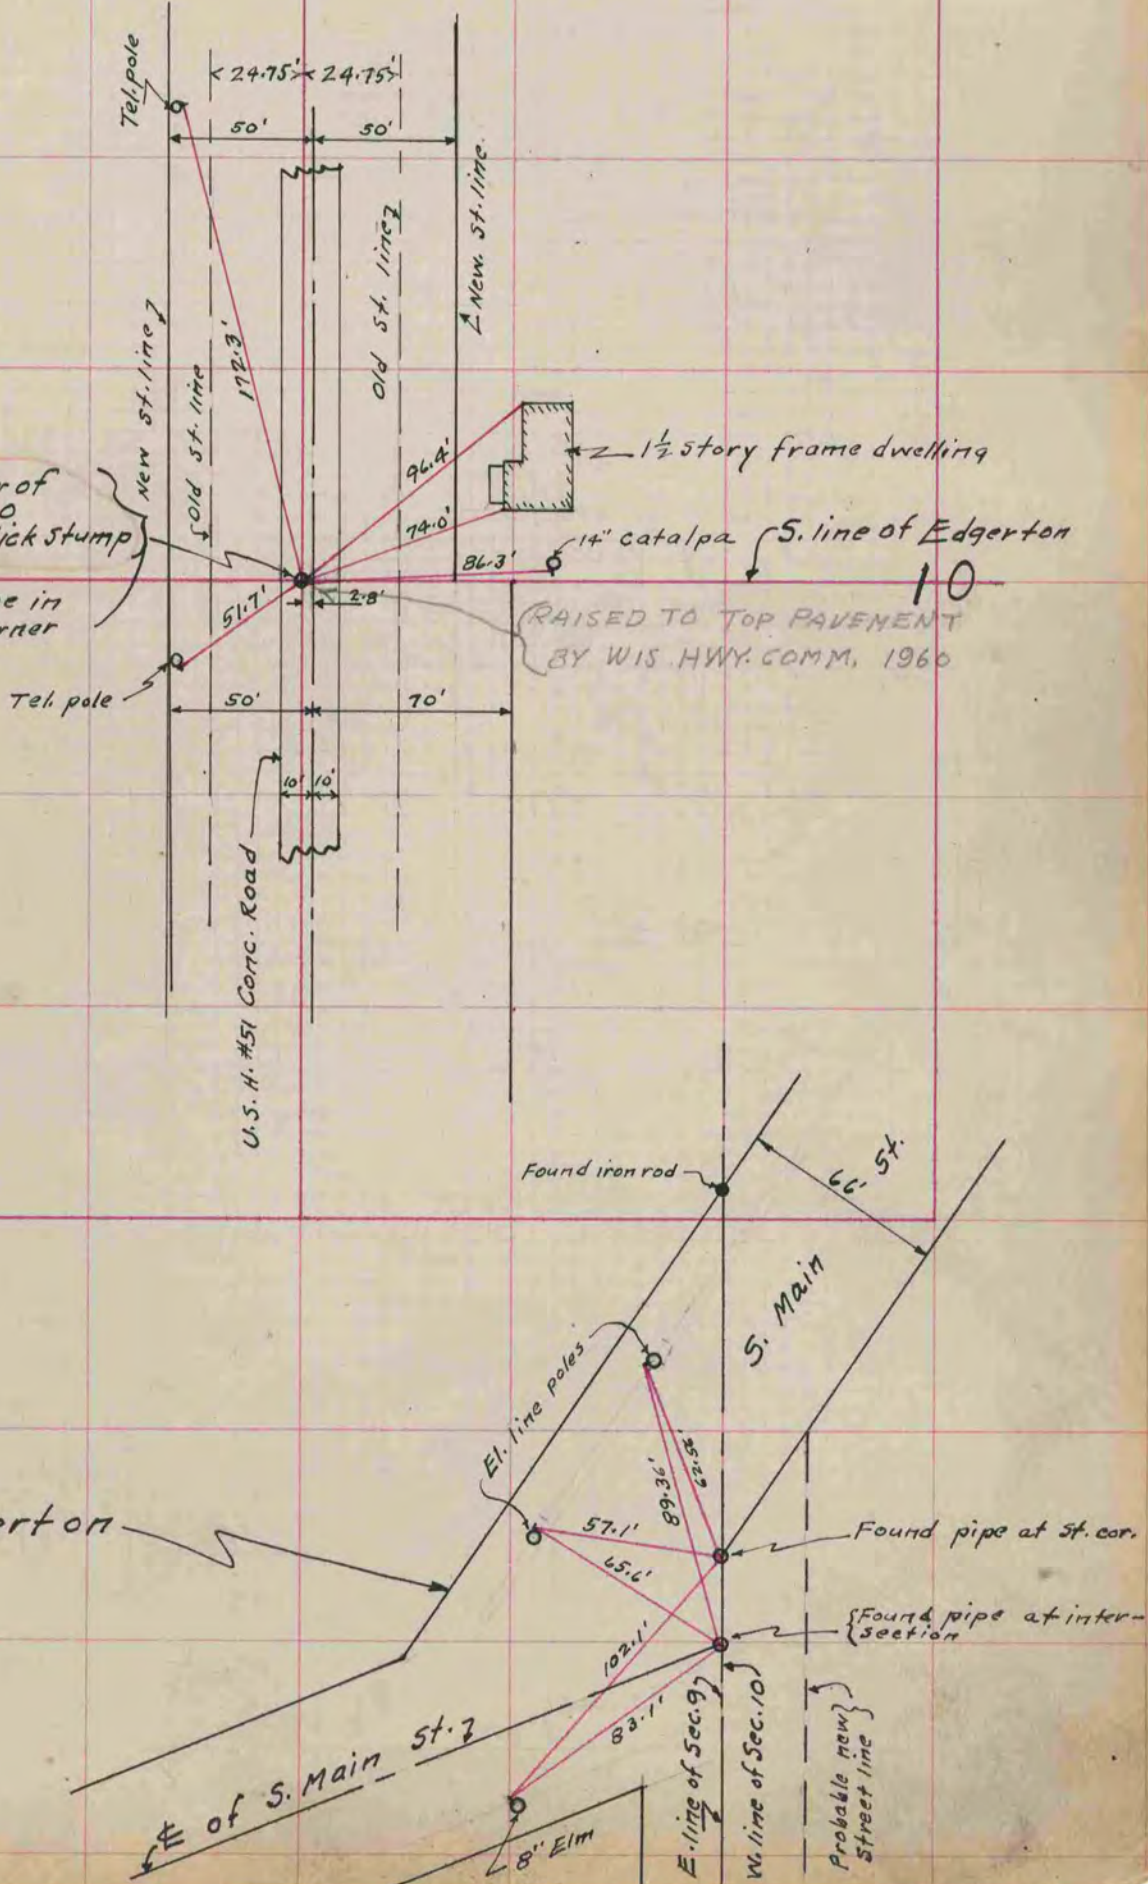 Tel. pole
24.75' 24.75'
50' 50'
New. st. line.
Old st. line
New st. line
Old st. line
172.3'
96.4'
1½ story frame dwelling
of
ick Stump
74.0'
14" catalpa
S. line of Edgerton
86.3'
10
e in
rner
51.7'
2.8'
RAISED TO TOP PAVEMENT
BY WIS. HWY. COMM. 1960
Tel. pole
50' 70'
10' 10'
U.S.H. #51 Conc. Road
Found iron rod
66' St.
S. Main
El. line poles
89.36'
62.58'
erton
57.1'
Found pipe at St. cor.
65.6'
Found pipe at inter-
section
102.1'
83.1'
E. line of Sec. 9
W. line of Sec. 10
Probable new
Street line
℄ of S. Main St.
8" Elm